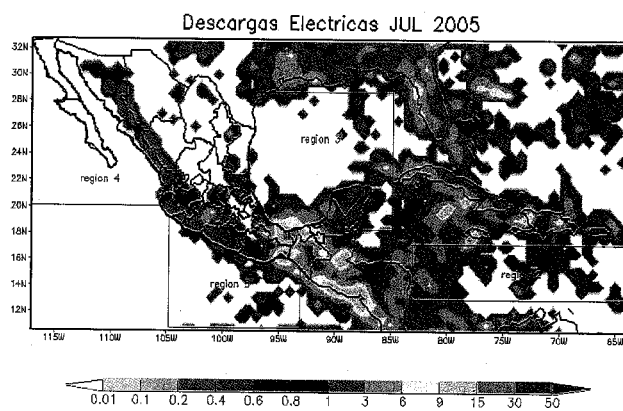 Descargas Electricas JUL 2005
32N
30N
28N
26N
24N
22N
20N
18N
16N
14N
12N
region 3
region 4
115W 110W 105W 100W 95W 90W 85W 80W 75W 70W 65W
0.01 0.1 0.2 0.4 0.6 0.8 1 3 6 9 15 30 50